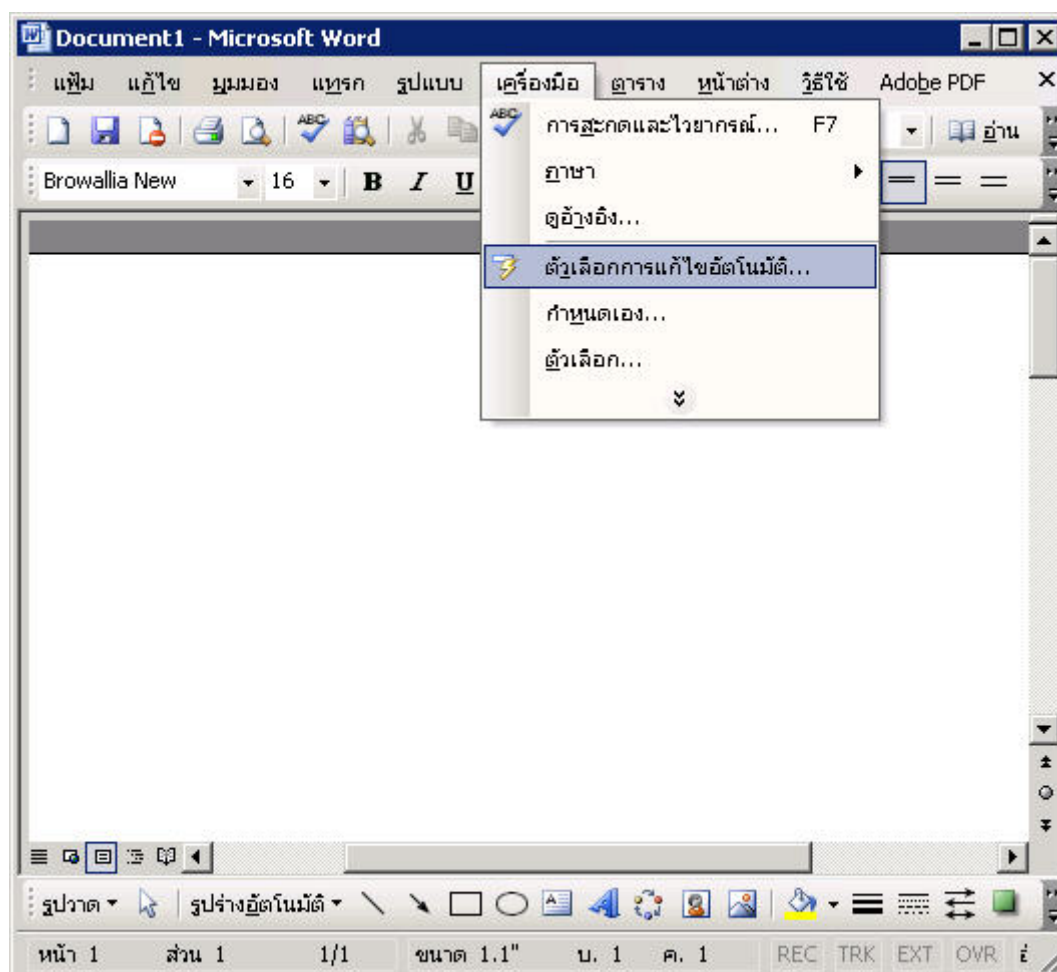 Document1 - Microsoft Word
แฟ้ม แก้ไข มุมมอง แทรก รูปแบบ เครื่องมือ ตาราง หน้าต่าง วิธีใช้ Adobe PDF
ABC อ่าน
Browallia New 16 B I U
ABC การสะกดและไวยากรณ์... F7
ภาษา
ดูอ้างอิง...
ตัวเลือกการแก้ไขอัตโนมัติ...
กำหนดเอง...
ตัวเลือก...
รูปวาด รูปร่างอัตโนมัติ
หน้า 1 ส่วน 1 1/1 ขนาด 1.1" บ. 1 ค. 1 REC TRK EXT OVR